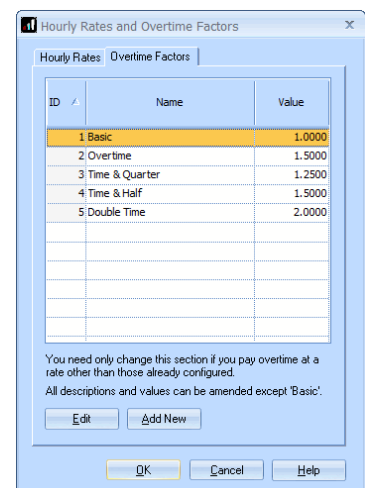 Hourly Rates and Overtime Factors x
Hourly Rates Overtime Factors
ID Name Value
1 Basic 1.0000
2 Overtime 1.5000
3 Time & Quarter 1.2500
4 Time & Half 1.5000
5 Double Time 2.0000
You need only change this section if you pay overtime at a
rate other than those already configured.
All descriptions and values can be amended except 'Basic'.
Edit Add New
OK Cancel Help